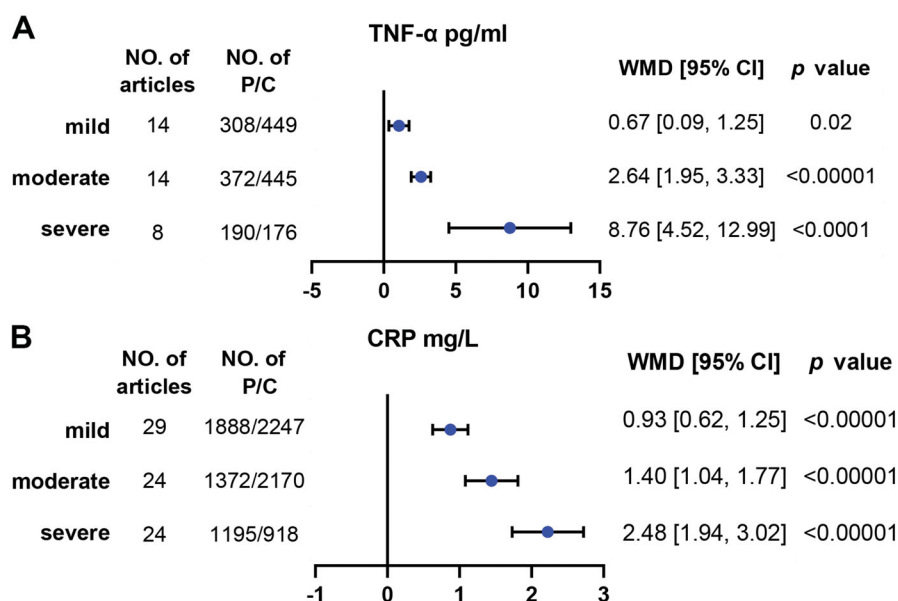 A
TNF-α pg/ml
NO. of articles NO. of P/C WMD [95% CI] p value
mild 14 308/449 0.67 [0.09, 1.25] 0.02
moderate 14 372/445 2.64 [1.95, 3.33] <0.00001
severe 8 190/176 8.76 [4.52, 12.99] <0.0001
-5 0 5 10 15
B
CRP mg/L
NO. of articles NO. of P/C WMD [95% CI] p value
mild 29 1888/2247 0.93 [0.62, 1.25] <0.00001
moderate 24 1372/2170 1.40 [1.04, 1.77] <0.00001
severe 24 1195/918 2.48 [1.94, 3.02] <0.00001
-1 0 1 2 3